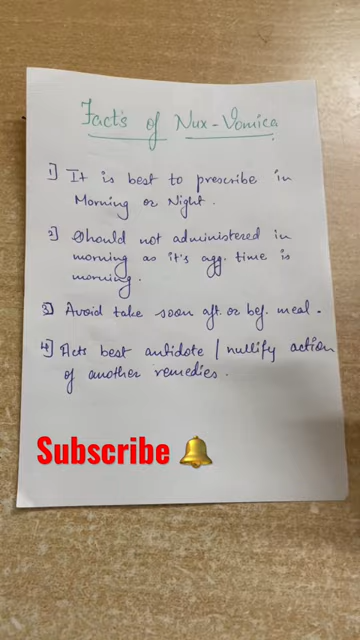 Facts of Nux-Vomica
1] It is best to prescribe in
Morning or Night.
2] Should not administered in
morning as it's agg. time is
morning.
3] Avoid take soon aft. or bef. meal.
4] Acts best antidote / nullify action
of another remedies.
Subscribe